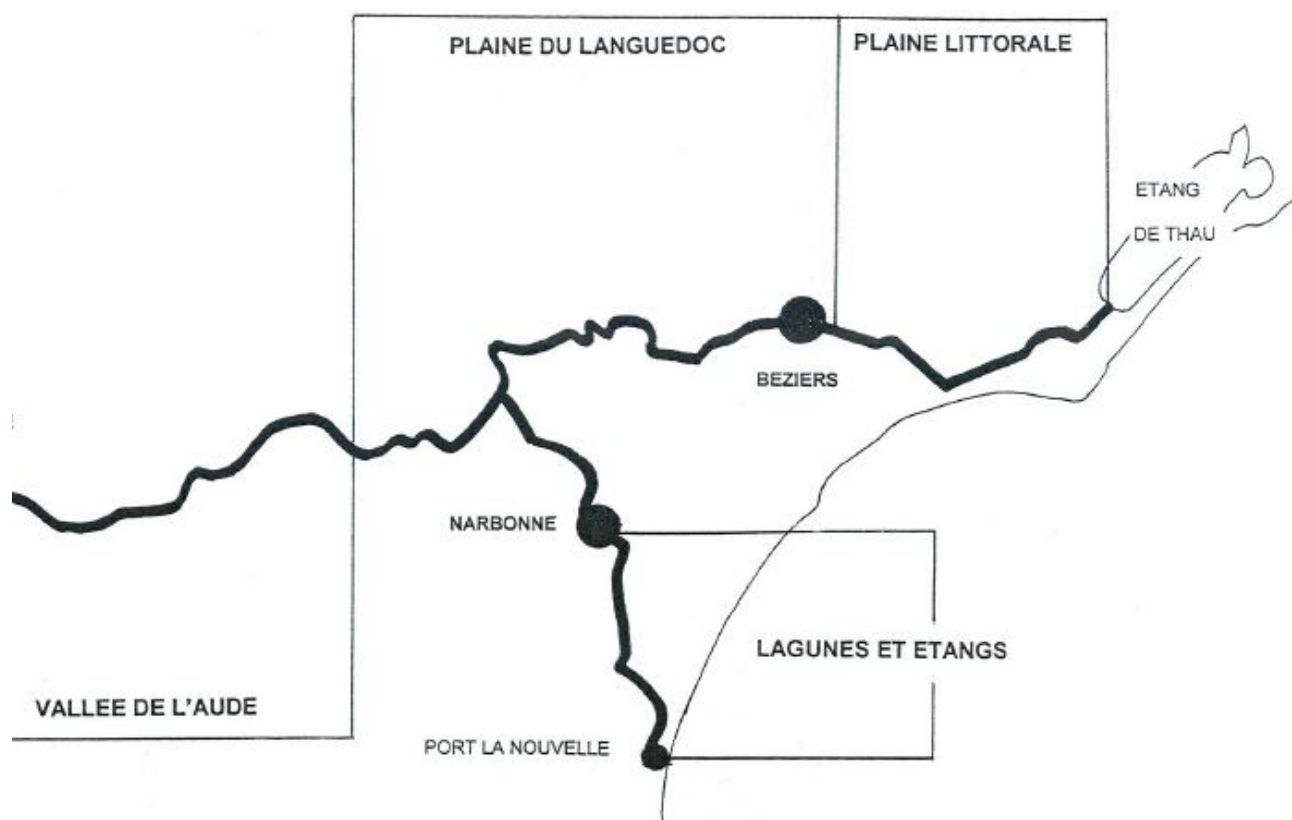 PLAINE DU LANGUEDOC
PLAINE LITTORALE
ETANG
DE THAU
BEZIERS
NARBONNE
LAGUNES ET ETANGS
VALLEE DE L'AUDE
PORT LA NOUVELLE